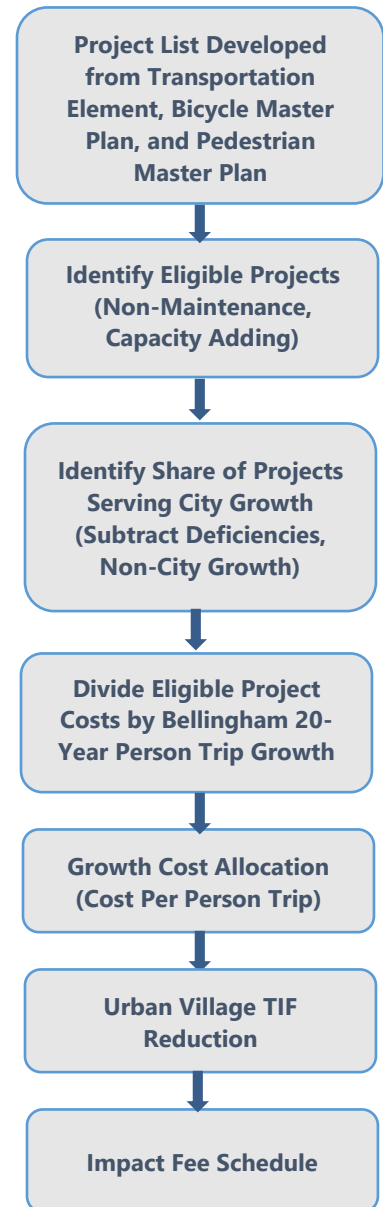 Project List Developed
from Transportation
Element, Bicycle Master
Plan, and Pedestrian
Master Plan
Identify Eligible Projects
(Non-Maintenance,
Capacity Adding)
Identify Share of Projects
Serving City Growth
(Subtract Deficiencies,
Non-City Growth)
Divide Eligible Project
Costs by Bellingham 20-
Year Person Trip Growth
Growth Cost Allocation
(Cost Per Person Trip)
Urban Village TIF
Reduction
Impact Fee Schedule